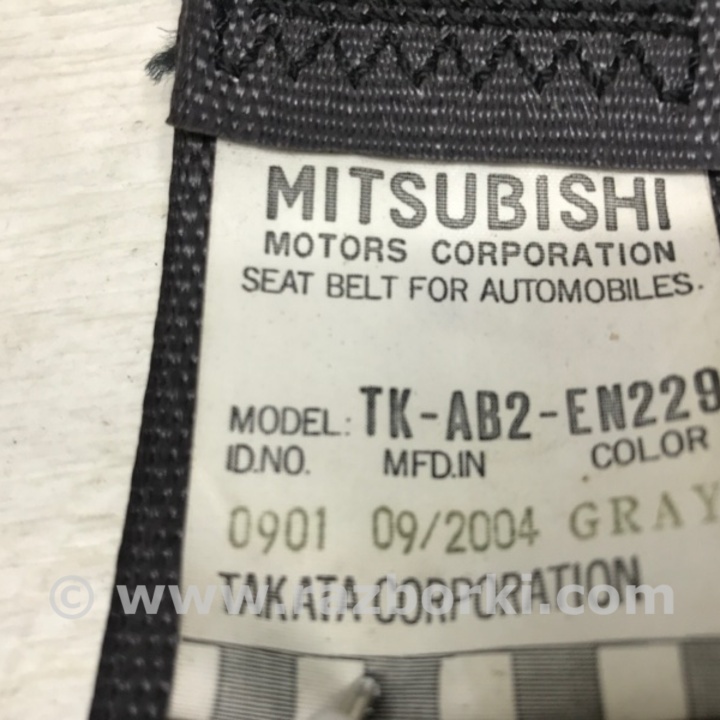 MITSUBISHI
MOTORS CORPORATION
SEAT BELT FOR AUTOMOBILES.
MODEL: TK-AB2-EN229
ID.NO. MFD.IN COLOR
0901 09/2004 GRAY
TAKATA CORPORATION
© www.razborki.com